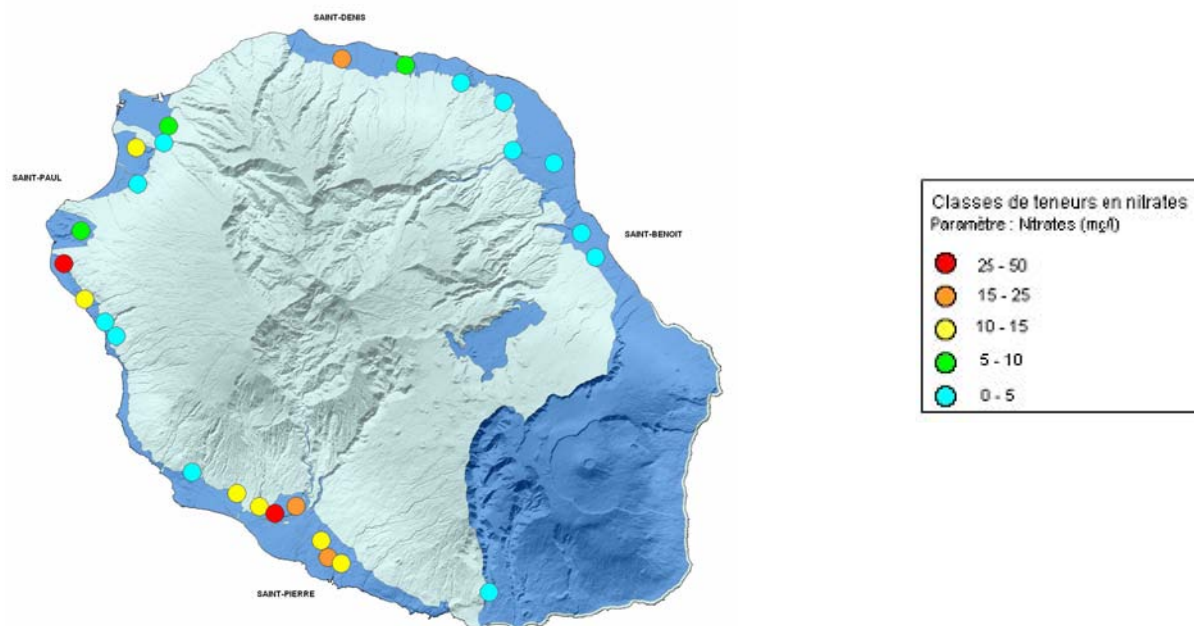 SAINT-DENIS
SAINT-PAUL
SAINT-BENOIT
SAINT-PIERRE
Classes de teneurs en nitrates
Paramètre : Nitrates (mg/l)
25 - 50
15 - 25
10 - 15
5 - 10
0 - 5